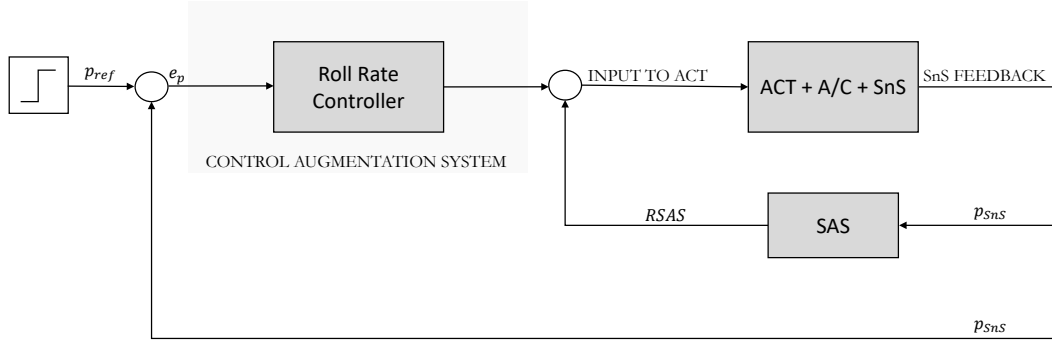 p_ref
e_p
Roll Rate
Controller
CONTROL AUGMENTATION SYSTEM
INPUT TO ACT
ACT + A/C + SnS
SnS FEEDBACK
RSAS
SAS
p_SnS
p_SnS